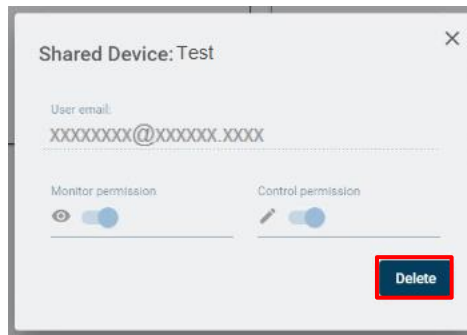 Shared Device: Test
User email:
XXXXXXXX@XXXXXX.XXXX
Monitor permission
Control permission
Delete